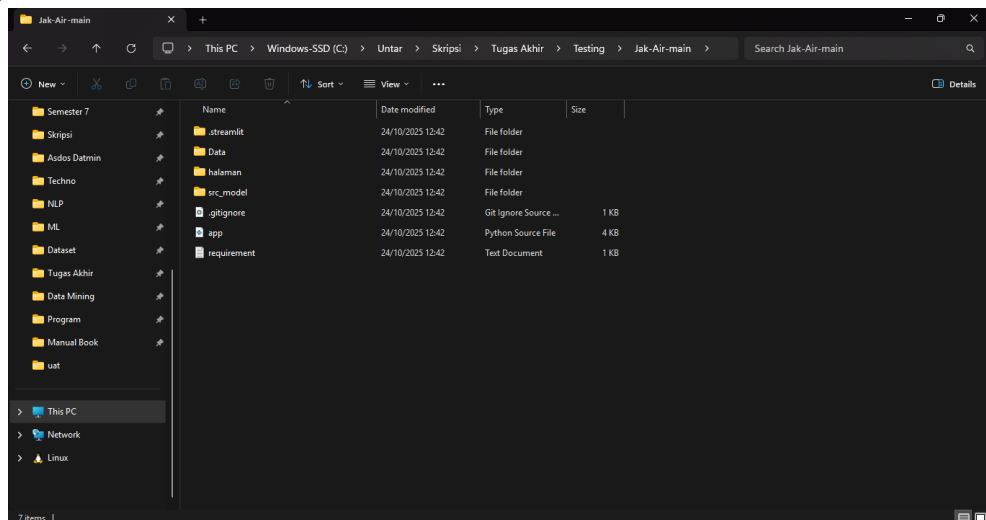 Jak-Air-main
This PC > Windows-SSD (C:) > Untar > Skripsi > Tugas Akhir > Testing > Jak-Air-main >
Search Jak-Air-main
New
Sort
View
Details
Semester 7
Skripsi
Asdos Datmin
Techno
NLP
ML
Dataset
Tugas Akhir
Data Mining
Program
Manual Book
uat
This PC
Network
Linux
Name Date modified Type Size
.streamlit 24/10/2025 12:42 File folder
Data 24/10/2025 12:42 File folder
halaman 24/10/2025 12:42 File folder
src_model 24/10/2025 12:42 File folder
.gitignore 24/10/2025 12:42 Git Ignore Source ... 1 KB
app 24/10/2025 12:42 Python Source File 4 KB
requirement 24/10/2025 12:42 Text Document 1 KB
7 items